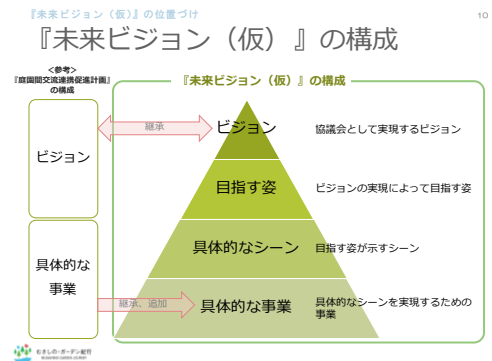 『未来ビジョン（仮）』の位置づけ
10
『未来ビジョン（仮）』の構成
＜参考＞
『庭園間交流連携促進計画』
の構成
『未来ビジョン（仮）』の構成
ビジョン
継承
ビジョン
協議会として実現するビジョン
目指す姿
ビジョンの実現によって目指す姿
具体的なシーン
目指す姿が示すシーン
具体的な
事業
継承、追加
具体的な事業
具体的なシーンを実現するための
事業
むさしの・ガーデン紀行